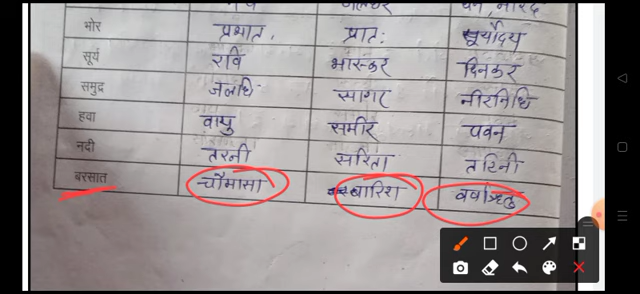 भोर प्रभात, प्रातः सूर्योदय
सूर्य रवि भास्कर दिनकर
समुद्र जलधि सागर नीरनिधि
हवा वायु समीर पवन
नदी तरनी सरिता तटिनी
बरसात चौमासा बारिश वर्षाऋतु